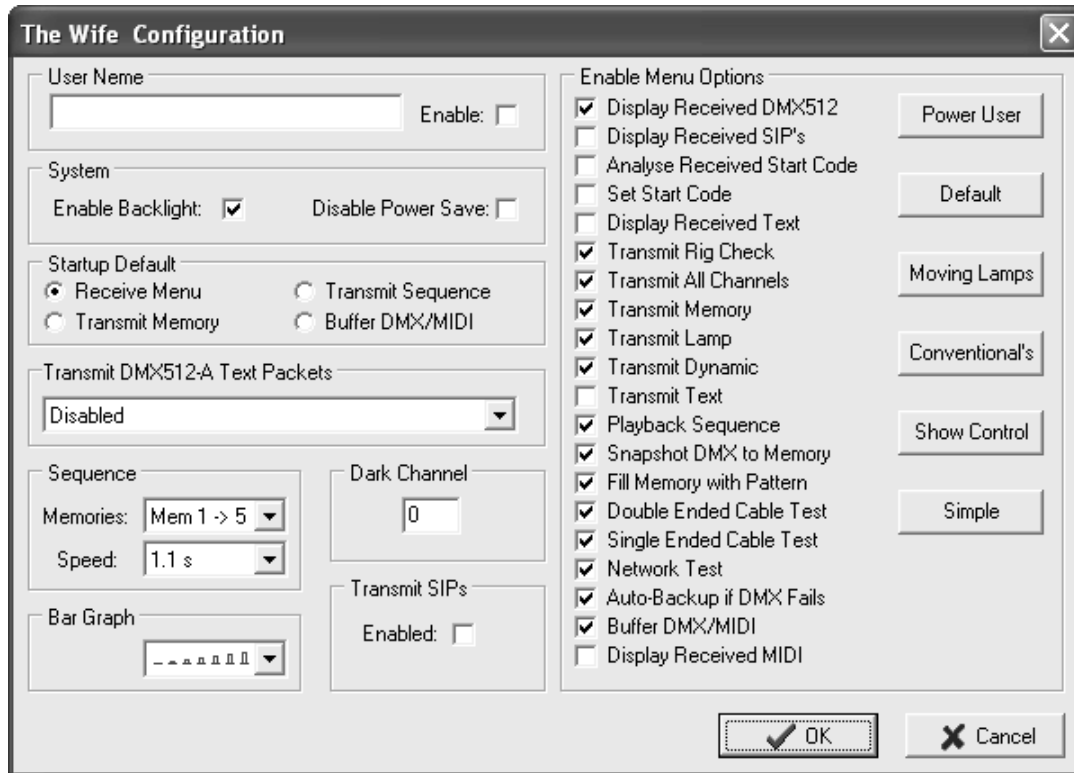 The Wife Configuration
User Neme
Enable:
System
Enable Backlight:
Disable Power Save:
Startup Default
Receive Menu
Transmit Sequence
Transmit Memory
Buffer DMX/MIDI
Transmit DMX512-A Text Packets
Disabled
Sequence
Memories: Mem 1 -> 5
Speed: 1.1 s
Dark Channel
0
Bar Graph
Transmit SIPs
Enabled:
Enable Menu Options
Display Received DMX512
Display Received SIP's
Analyse Received Start Code
Set Start Code
Display Received Text
Transmit Rig Check
Transmit All Channels
Transmit Memory
Transmit Lamp
Transmit Dynamic
Transmit Text
Playback Sequence
Snapshot DMX to Memory
Fill Memory with Pattern
Double Ended Cable Test
Single Ended Cable Test
Network Test
Auto-Backup if DMX Fails
Buffer DMX/MIDI
Display Received MIDI
Power User
Default
Moving Lamps
Conventional's
Show Control
Simple
OK
Cancel